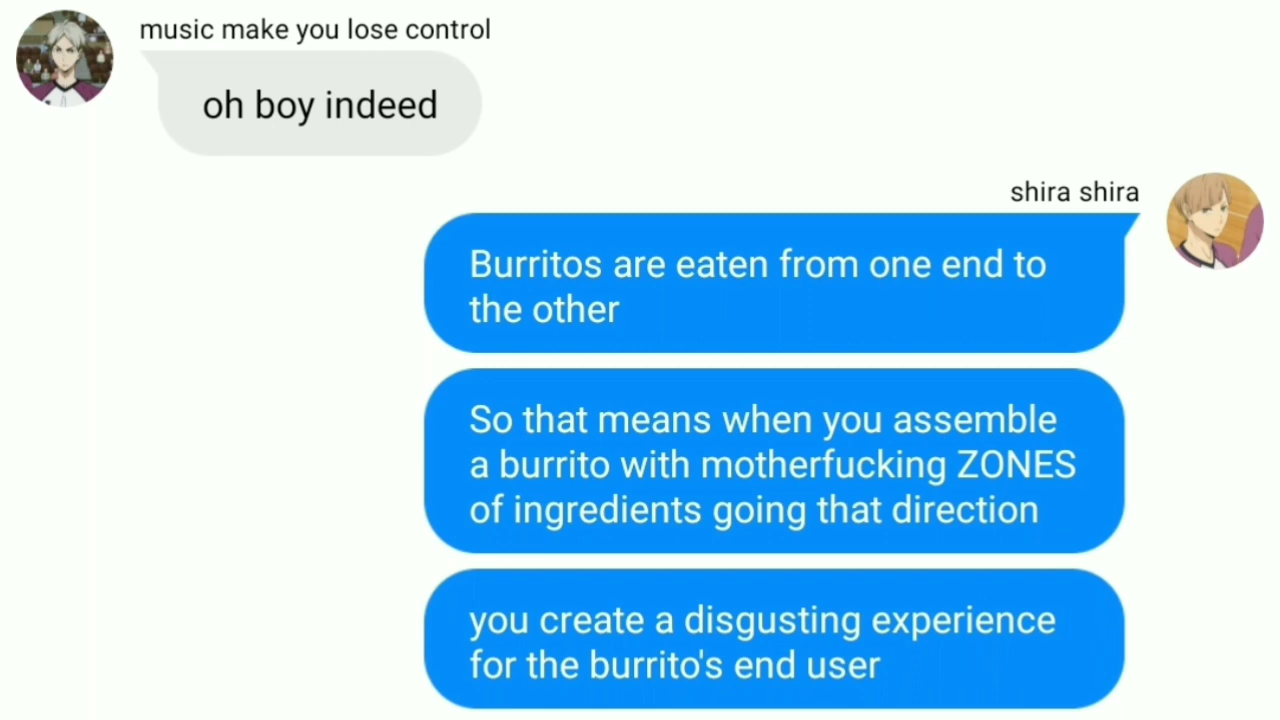 music make you lose control
oh boy indeed
shira shira
Burritos are eaten from one end to
the other
So that means when you assemble
a burrito with motherfucking ZONES
of ingredients going that direction
you create a disgusting experience
for the burrito's end user